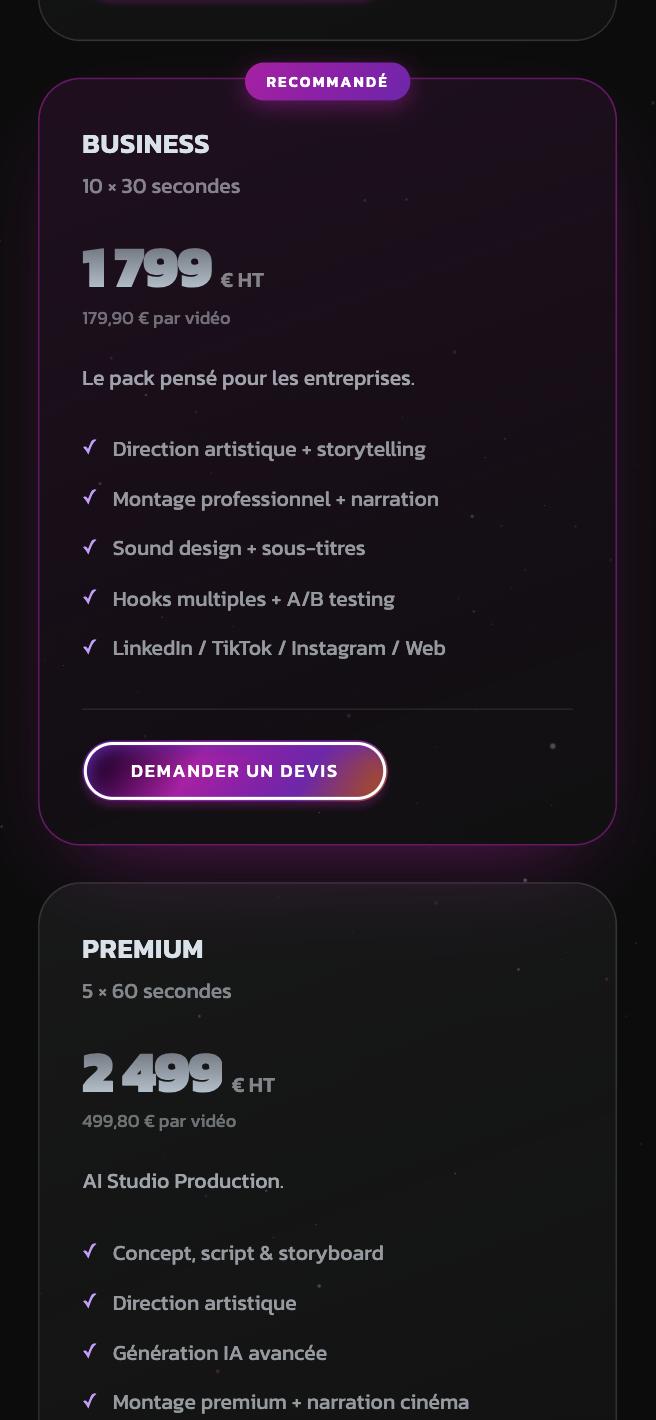 RECOMMANDÉ
BUSINESS
10 × 30 secondes
1 799 € HT
179,90 € par vidéo
Le pack pensé pour les entreprises.
✓ Direction artistique + storytelling
✓ Montage professionnel + narration
✓ Sound design + sous-titres
✓ Hooks multiples + A/B testing
✓ LinkedIn / TikTok / Instagram / Web
DEMANDER UN DEVIS
PREMIUM
5 × 60 secondes
2 499 € HT
499,80 € par vidéo
AI Studio Production.
✓ Concept, script & storyboard
✓ Direction artistique
✓ Génération IA avancée
✓ Montage premium + narration cinéma